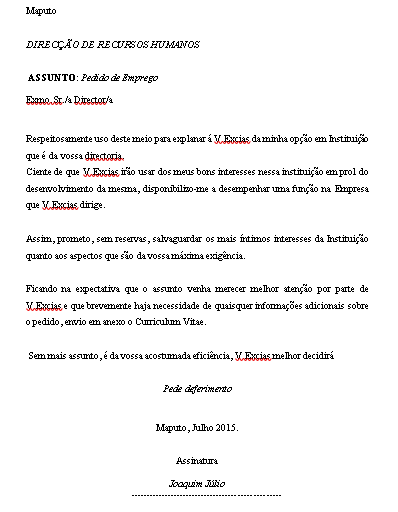 Maputo
DIRECÇÃO DE RECURSOS HUMANOS
ASSUNTO: Pedido de Emprego
Exmo. Sr./a Director/a
Respeitosamente uso deste meio para explanar á V.Excias da minha opção em Instituição
que é da vossa directoria.
Ciente de que V.Excias irão usar dos meus bons interesses nessa instituição em prol do
desenvolvimento da mesma, disponibilizo-me a desempenhar uma função na Empresa
que V.Excias dirige.
Assim, prometo, sem reservas, salvaguardar os mais íntimos interesses da Instituição
quanto aos aspectos que são da vossa máxima exigência.
Ficando na expectativa que o assunto venha merecer melhor atenção por parte de
V.Excias e que brevemente haja necessidade de quaisquer informações adicionais sobre
o pedido, envio em anexo o Curriculum Vitae.
Sem mais assunto, é da vossa acostumada eficiência, V.Excias melhor decidirá
Pede deferimento
Maputo, Julho 2015.
Assinatura
Joaquim Júlio